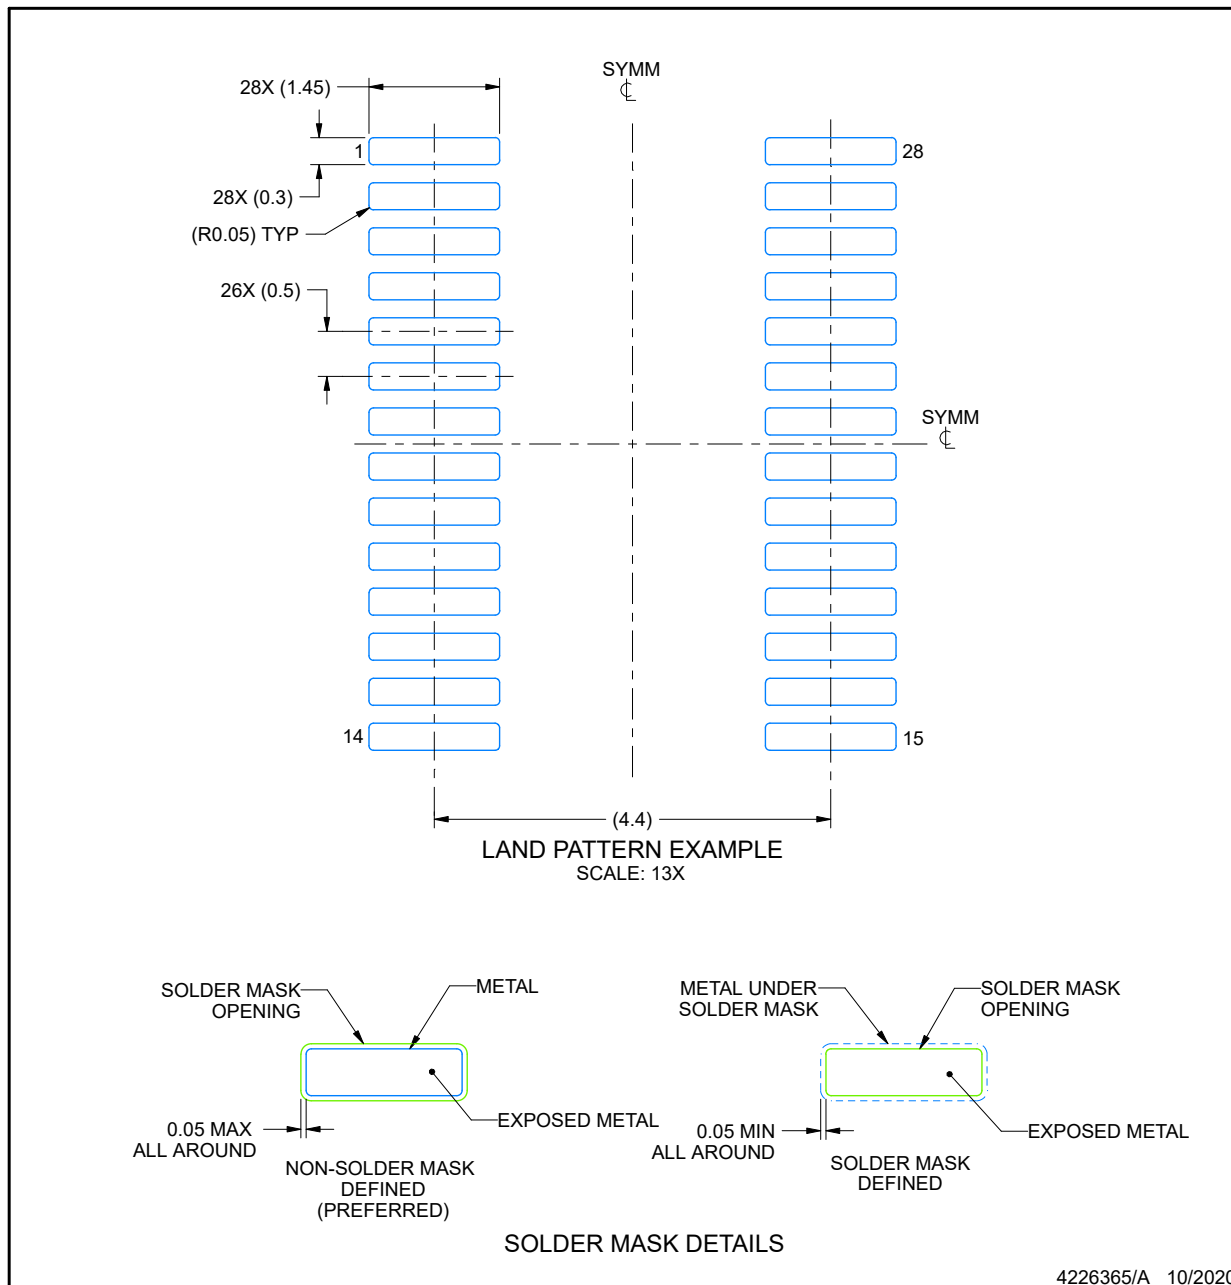 SYMM
℄
28X (1.45)
1
28
28X (0.3)
(R0.05) TYP
26X (0.5)
SYMM
℄
14
15
(4.4)
LAND PATTERN EXAMPLE
SCALE: 13X
SOLDER MASK
OPENING
METAL
EXPOSED METAL
0.05 MAX
ALL AROUND
NON-SOLDER MASK
DEFINED
(PREFERRED)
METAL UNDER
SOLDER MASK
SOLDER MASK
OPENING
EXPOSED METAL
0.05 MIN
ALL AROUND
SOLDER MASK
DEFINED
SOLDER MASK DETAILS
4226365/A 10/2020